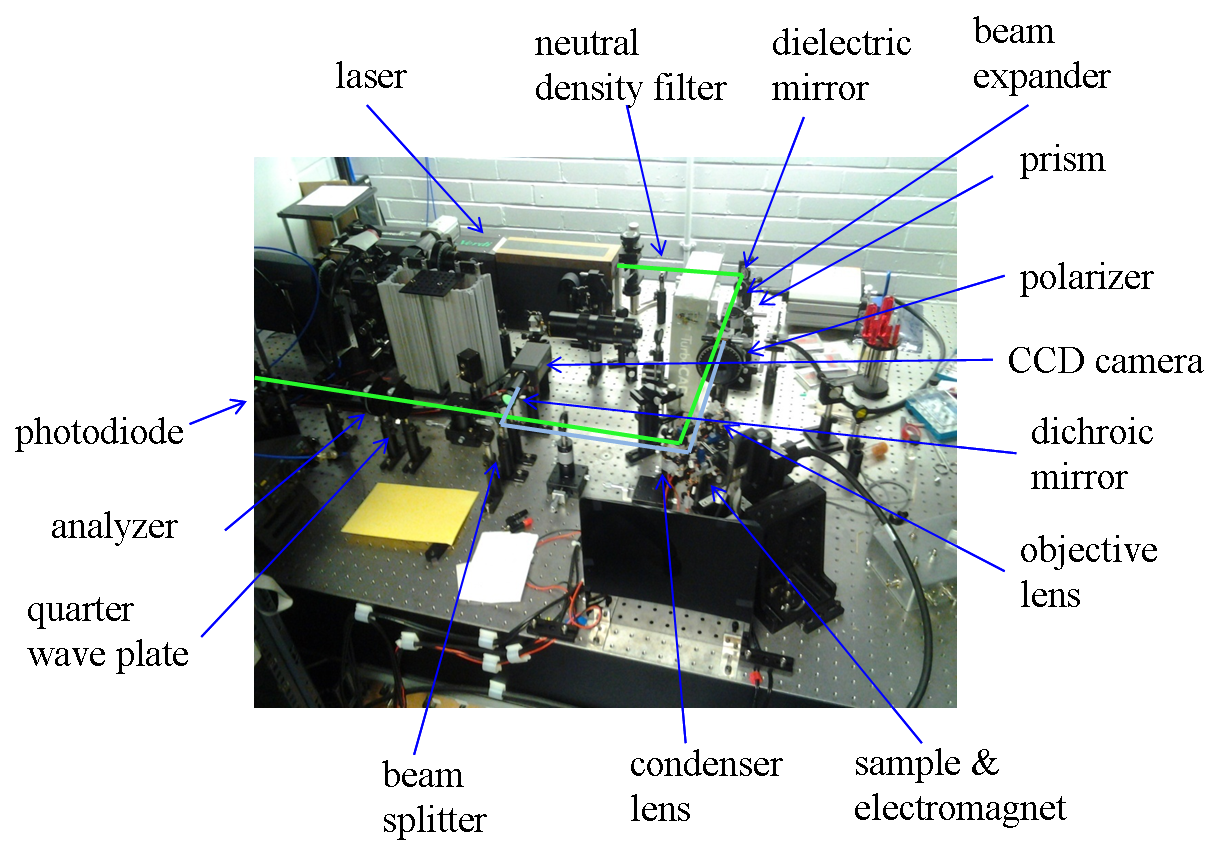 laser
neutral
density filter
dielectric
mirror
beam
expander
prism
polarizer
CCD camera
dichroic
mirror
objective
lens
photodiode
analyzer
quarter
wave plate
beam
splitter
condenser
lens
sample &
electromagnet